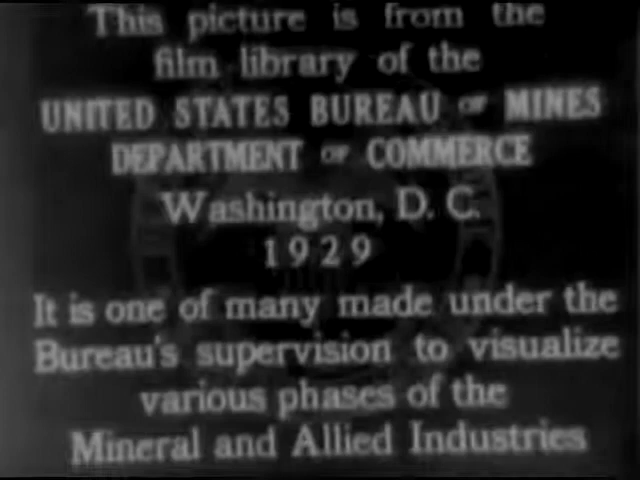 This picture is from the
film library of the
UNITED STATES BUREAU OF MINES
DEPARTMENT OF COMMERCE
Washington, D. C.
1929
It is one of many made under the
Bureau's supervision to visualize
various phases of the
Mineral and Allied Industries